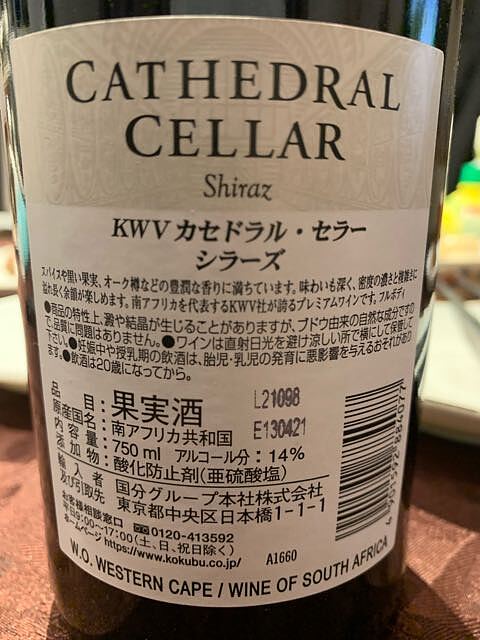 CATHEDRAL
CELLAR
Shiraz
KWV カセドラル・セラー
シラーズ
スパイスや黒い果実、オーク樽などの豊潤な香りに満ちています。味わいも深く、密度の濃さと複雑さに
溢れ長く余韻が楽しめます。南アフリカを代表するKWV社が誇るプレミアムワインです。フルボディ
●商品の特性上、澱や結晶が生じることがありますが、ブドウ由来の自然な成分ですの
で、品質に問題はありません。●ワインは直射日光を避け涼しい所で横にして保管して
下さい。●妊娠中や授乳期の飲酒は、胎児・乳児の発育に悪影響を与えるおそれがあり
ます。●飲酒は20歳になってから。
品目:果実酒 L21098
原産国名:南アフリカ共和国 E130421
内容量:750 ml アルコール分:14%
添加物:酸化防止剤(亜硫酸塩)
輸入者 国分グループ本社株式会社
及び引取先 東京都中央区日本橋1-1-1
お客様相談窓口 0120-413592
平日9:00〜17:00(土、日、祝日除く)
ホームページ https://www.kokubu.co.jp/ A1660
W.O. WESTERN CAPE / WINE OF SOUTH AFRICA